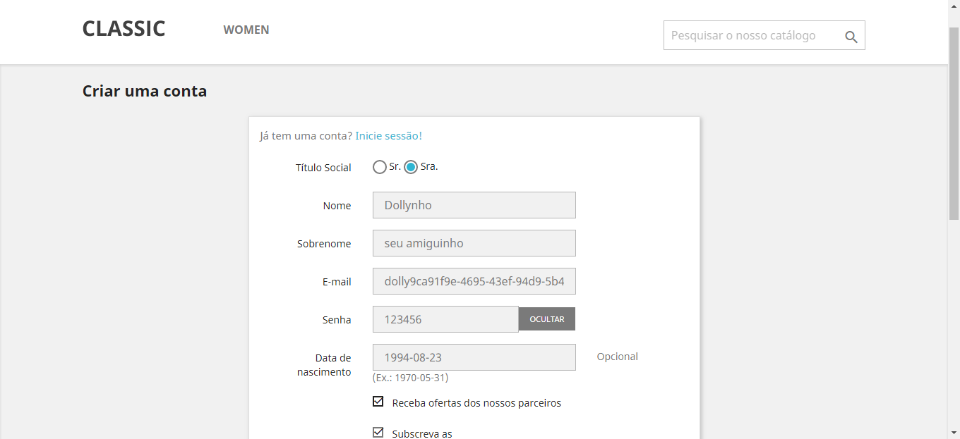 CLASSIC
WOMEN
Pesquisar o nosso catálogo
Criar uma conta
Já tem uma conta? Inicie sessão!
Título Social
Sr. Sra.
Nome
Dollynho
Sobrenome
seu amiguinho
E-mail
dolly9ca91f9e-4695-43ef-94d9-5b4
Senha
123456
OCULTAR
Data de
nascimento
1994-08-23
Opcional
(Ex.: 1970-05-31)
Receba ofertas dos nossos parceiros
Subscreva as